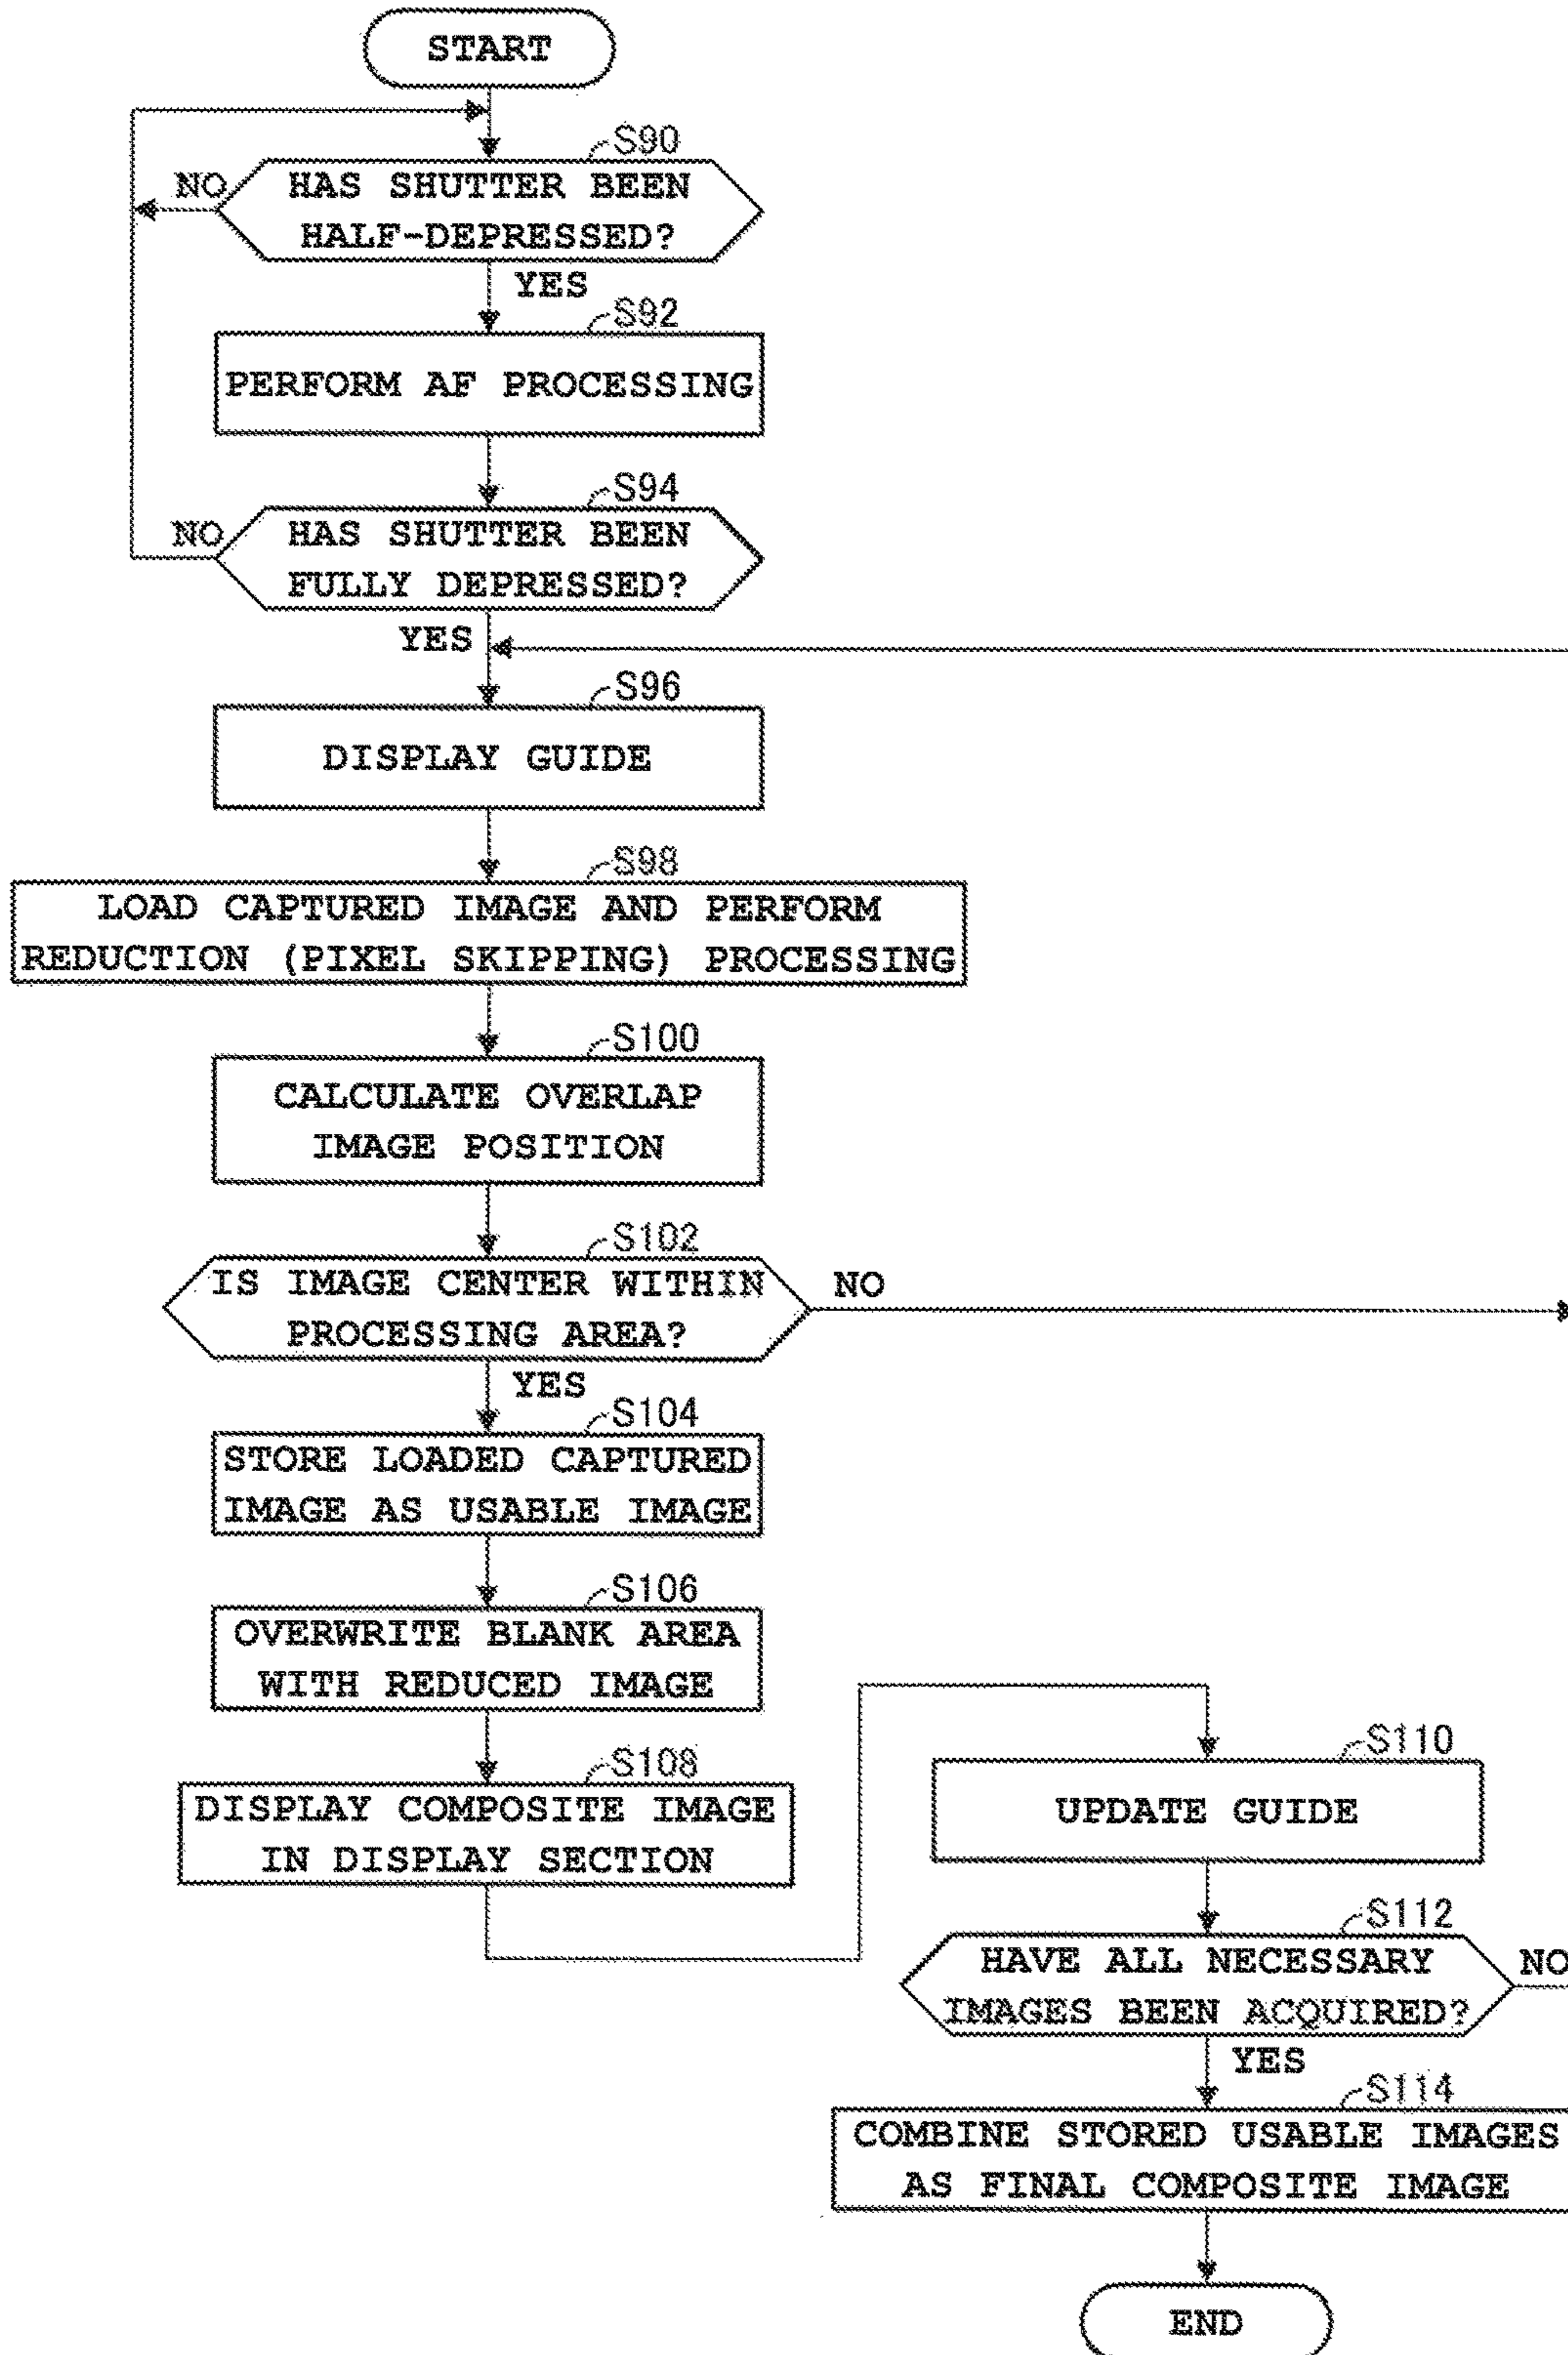 START
S90
NO
HAS SHUTTER BEEN
HALF-DEPRESSED?
YES
S92
PERFORM AF PROCESSING
S94
NO
HAS SHUTTER BEEN
FULLY DEPRESSED?
YES
S96
DISPLAY GUIDE
S98
LOAD CAPTURED IMAGE AND PERFORM
REDUCTION (PIXEL SKIPPING) PROCESSING
S100
CALCULATE OVERLAP
IMAGE POSITION
S102
IS IMAGE CENTER WITHIN
PROCESSING AREA?
NO
YES
S104
STORE LOADED CAPTURED
IMAGE AS USABLE IMAGE
S106
OVERWRITE BLANK AREA
WITH REDUCED IMAGE
S108
DISPLAY COMPOSITE IMAGE
IN DISPLAY SECTION
S110
UPDATE GUIDE
S112
HAVE ALL NECESSARY
IMAGES BEEN ACQUIRED?
NO
YES
S114
COMBINE STORED USABLE IMAGES
AS FINAL COMPOSITE IMAGE
END